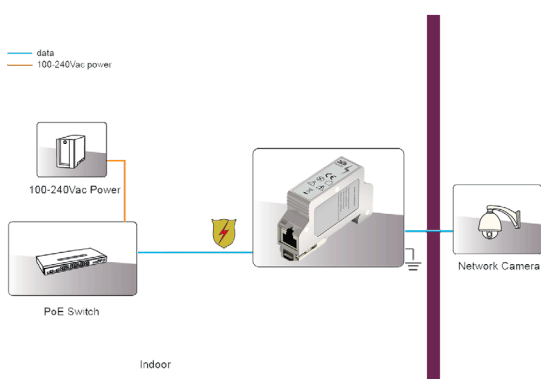 data
100-240Vac power
100-240Vac Power
PoE Switch
Network Camera
Indoor